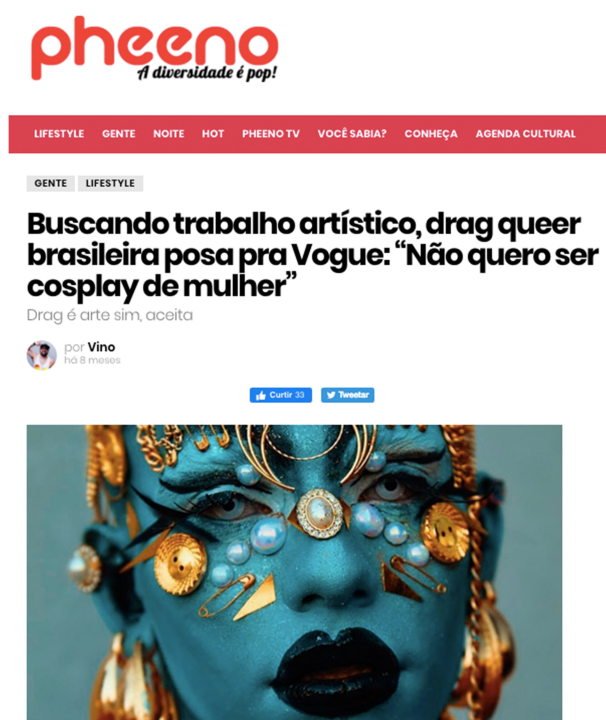 pheeno
A diversidade é pop!
LIFESTYLE GENTE NOITE HOT PHEENO TV VOCÊ SABIA? CONHEÇA AGENDA CULTURAL
GENTE LIFESTYLE
Buscando trabalho artístico, drag queer
brasileira posa pra Vogue: “Não quero ser
cosplay de mulher”
Drag é arte sim, aceita
por Vino
há 8 meses
Curtir 33 Tweetar